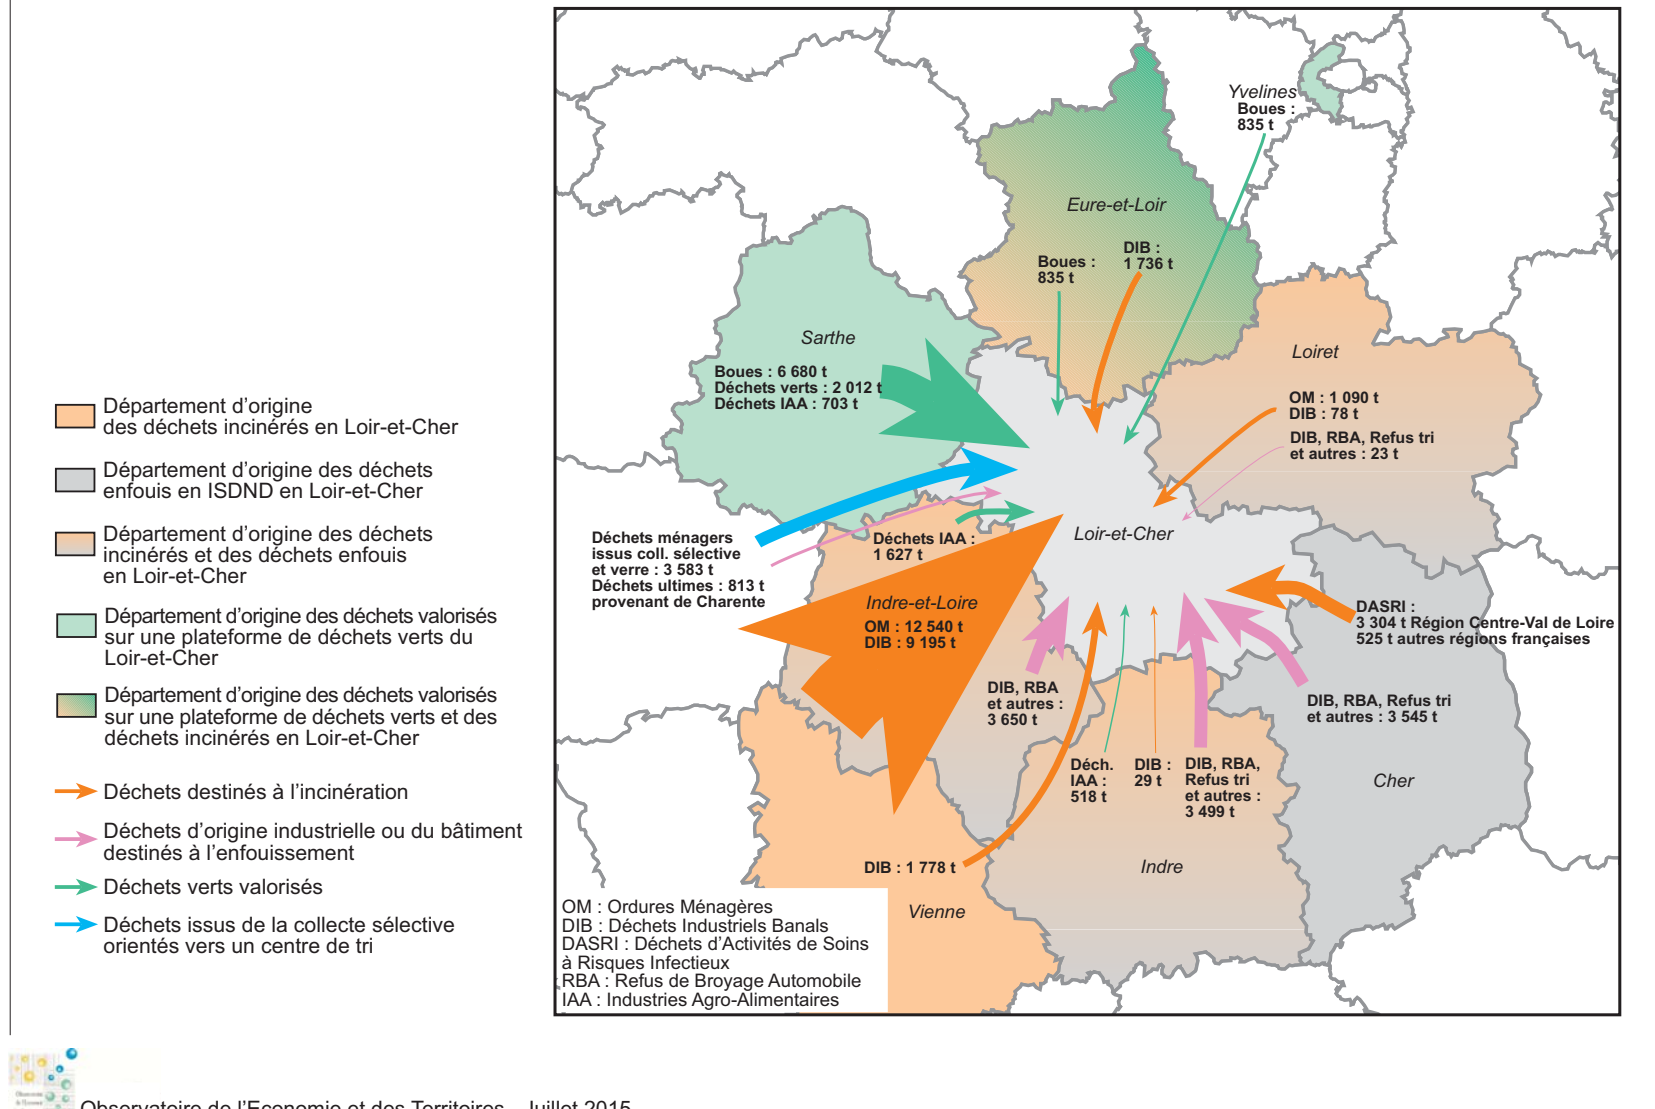 Département d’origine
des déchets incinérés en Loir-et-Cher
Département d’origine des déchets
enfouis en ISDND en Loir-et-Cher
Département d’origine des déchets
incinérés et des déchets enfouis
en Loir-et-Cher
Département d’origine des déchets valorisés
sur une plateforme de déchets verts du
Loir-et-Cher
Département d’origine des déchets valorisés
sur une plateforme de déchets verts et des
déchets incinérés en Loir-et-Cher
Déchets destinés à l’incinération
Déchets d’origine industrielle ou du bâtiment
destinés à l’enfouissement
Déchets verts valorisés
Déchets issus de la collecte sélective
orientés vers un centre de tri
Yvelines
Boues :
835 t
Eure-et-Loir
Boues :
835 t
DIB :
1 736 t
Sarthe
Boues : 6 680 t
Déchets verts : 2 012 t
Déchets IAA : 703 t
Loiret
OM : 1 090 t
DIB : 78 t
DIB, RBA, Refus tri
et autres : 23 t
Déchets ménagers
issus coll. sélective
et verre : 3 583 t
Déchets ultimes : 813 t
provenant de Charente
Déchets IAA :
1 627 t
Loir-et-Cher
Indre-et-Loire
OM : 12 540 t
DIB : 9 195 t
DASRI :
3 304 t Région Centre-Val de Loire
525 t autres régions françaises
DIB, RBA
et autres :
3 650 t
DIB, RBA, Refus tri
et autres : 3 545 t
Déch.
IAA :
518 t
DIB :
29 t
DIB, RBA,
Refus tri
et autres :
3 499 t
Cher
Indre
DIB : 1 778 t
Vienne
OM : Ordures Ménagères
DIB : Déchets Industriels Banals
DASRI : Déchets d’Activités de Soins
à Risques Infectieux
RBA : Refus de Broyage Automobile
IAA : Industries Agro-Alimentaires
Observatoire de l’Economie et des Territoires - Juillet 2015